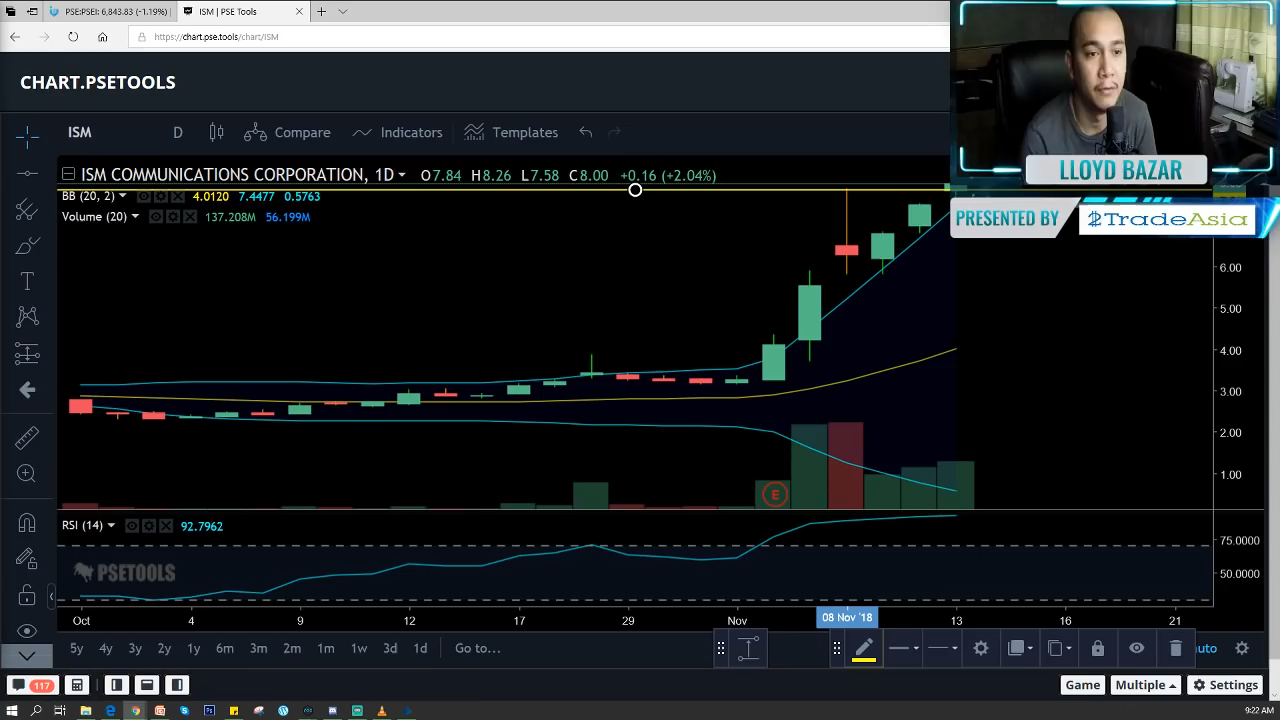 PSE:PSEI: 6,843.83 (-1.19%)
ISM | PSE Tools
https://chart.pse.tools/chart/ISM
CHART.PSETOOLS
ISM D Compare Indicators Templates
ISM COMMUNICATIONS CORPORATION, 1D O7.84 H8.26 L7.58 C8.00 +0.16 (+2.04%)
BB (20, 2) 4.0120 7.4477 0.5763
Volume (20) 137.208M 56.199M
LLOYD BAZAR
PRESENTED BY TradeAsia
6.00
5.00
4.00
3.00
2.00
1.00
E
RSI (14) 92.7962
75.0000
50.0000
PSETOOLS
Oct 4 9 12 17 29 Nov 08 Nov '18 13 16 21
5y 4y 3y 2y 1y 6m 3m 2m 1m 1w 3d 1d Go to... auto
117 Game Multiple Settings
9:22 AM